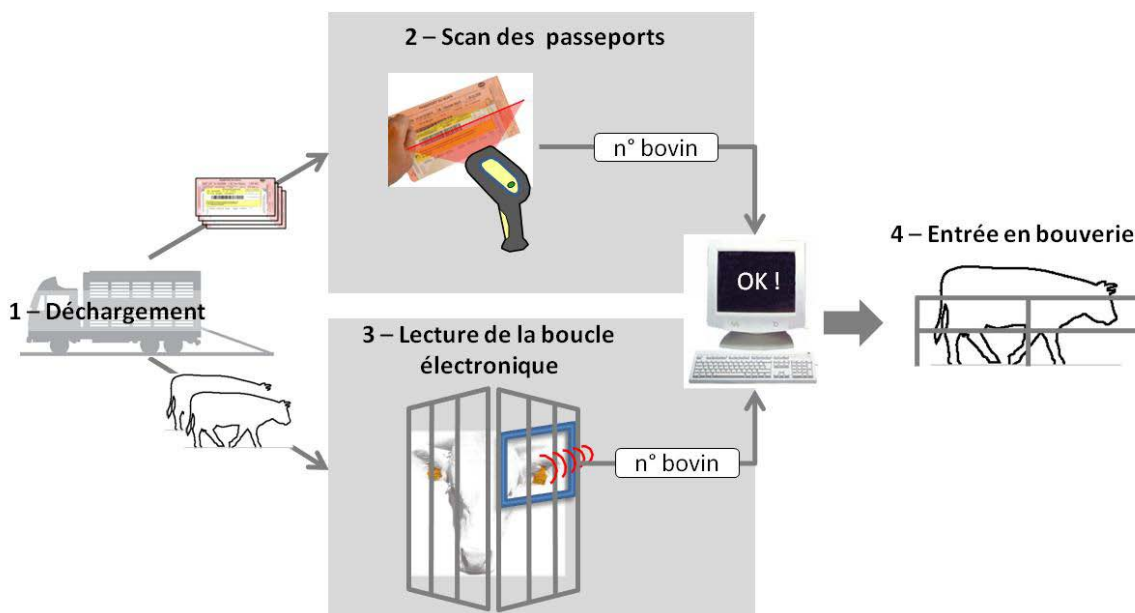 2 – Scan des passeports
n° bovin
4 – Entrée en bouverie
OK !
1 – Déchargement
3 – Lecture de la boucle
électronique
n° bovin